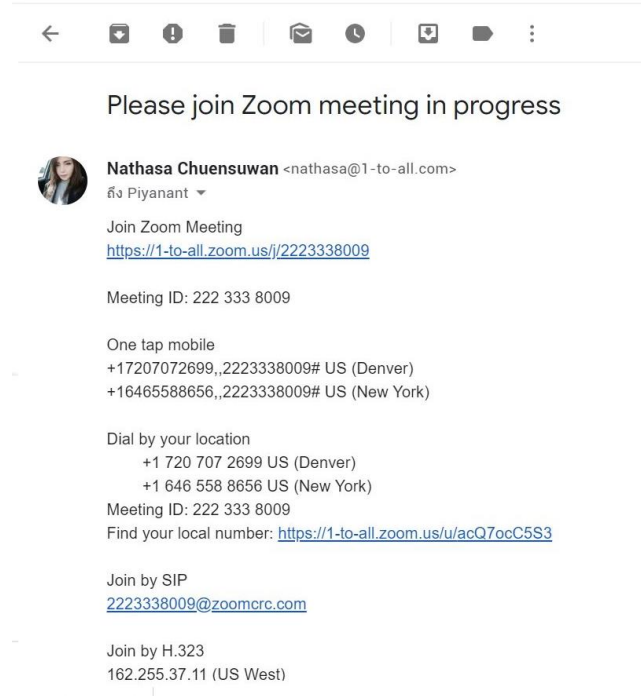 Please join Zoom meeting in progress
Nathasa Chuensuwan <nathasa@1-to-all.com>
ถึง Piyanant
Join Zoom Meeting
https://1-to-all.zoom.us/j/2223338009
Meeting ID: 222 333 8009
One tap mobile
+17207072699,,2223338009# US (Denver)
+16465588656,,2223338009# US (New York)
Dial by your location
+1 720 707 2699 US (Denver)
+1 646 558 8656 US (New York)
Meeting ID: 222 333 8009
Find your local number: https://1-to-all.zoom.us/u/acQ7ocC5S3
Join by SIP
2223338009@zoomcrc.com
Join by H.323
162.255.37.11 (US West)